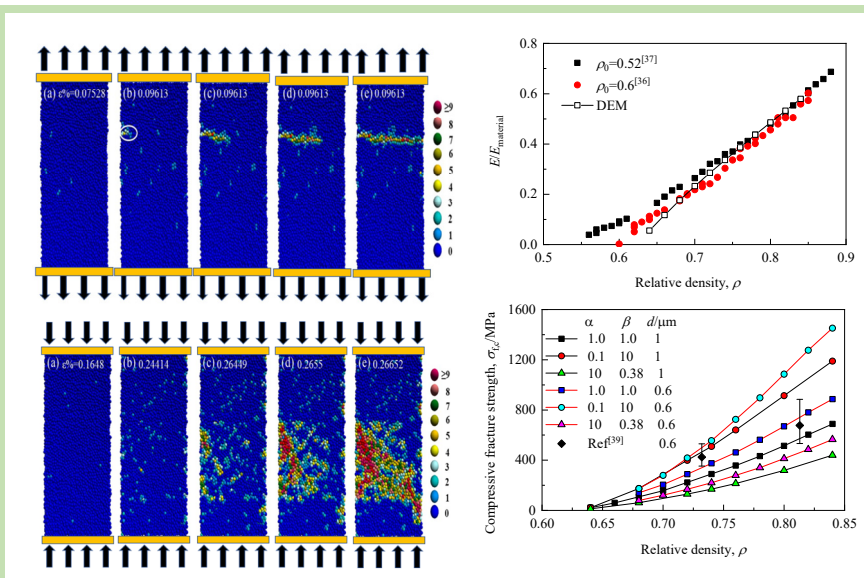 (a) ε%=0.07528
(b) 0.09613
(c) 0.09613
(d) 0.09613
(e) 0.09613
≥9
8
7
6
5
4
3
2
1
0
0.8
0.6
0.4
0.2
0.0
E/E_material
ρ₀=0.52[37]
ρ₀=0.6[36]
DEM
0.5 0.6 0.7 0.8 0.9
Relative density, ρ
(a) ε%=0.1648
(b) 0.24414
(c) 0.26449
(d) 0.2655
(e) 0.26652
≥9
8
7
6
5
4
3
2
1
0
1600
1200
800
400
0
Compressive fracture strength, σf,c/MPa
α β d/μm
1.0 1.0 1
0.1 10 1
10 0.38 1
1.0 1.0 0.6
0.1 10 0.6
10 0.38 0.6
Ref[39] 0.6
0.60 0.65 0.70 0.75 0.80 0.85
Relative density, ρ